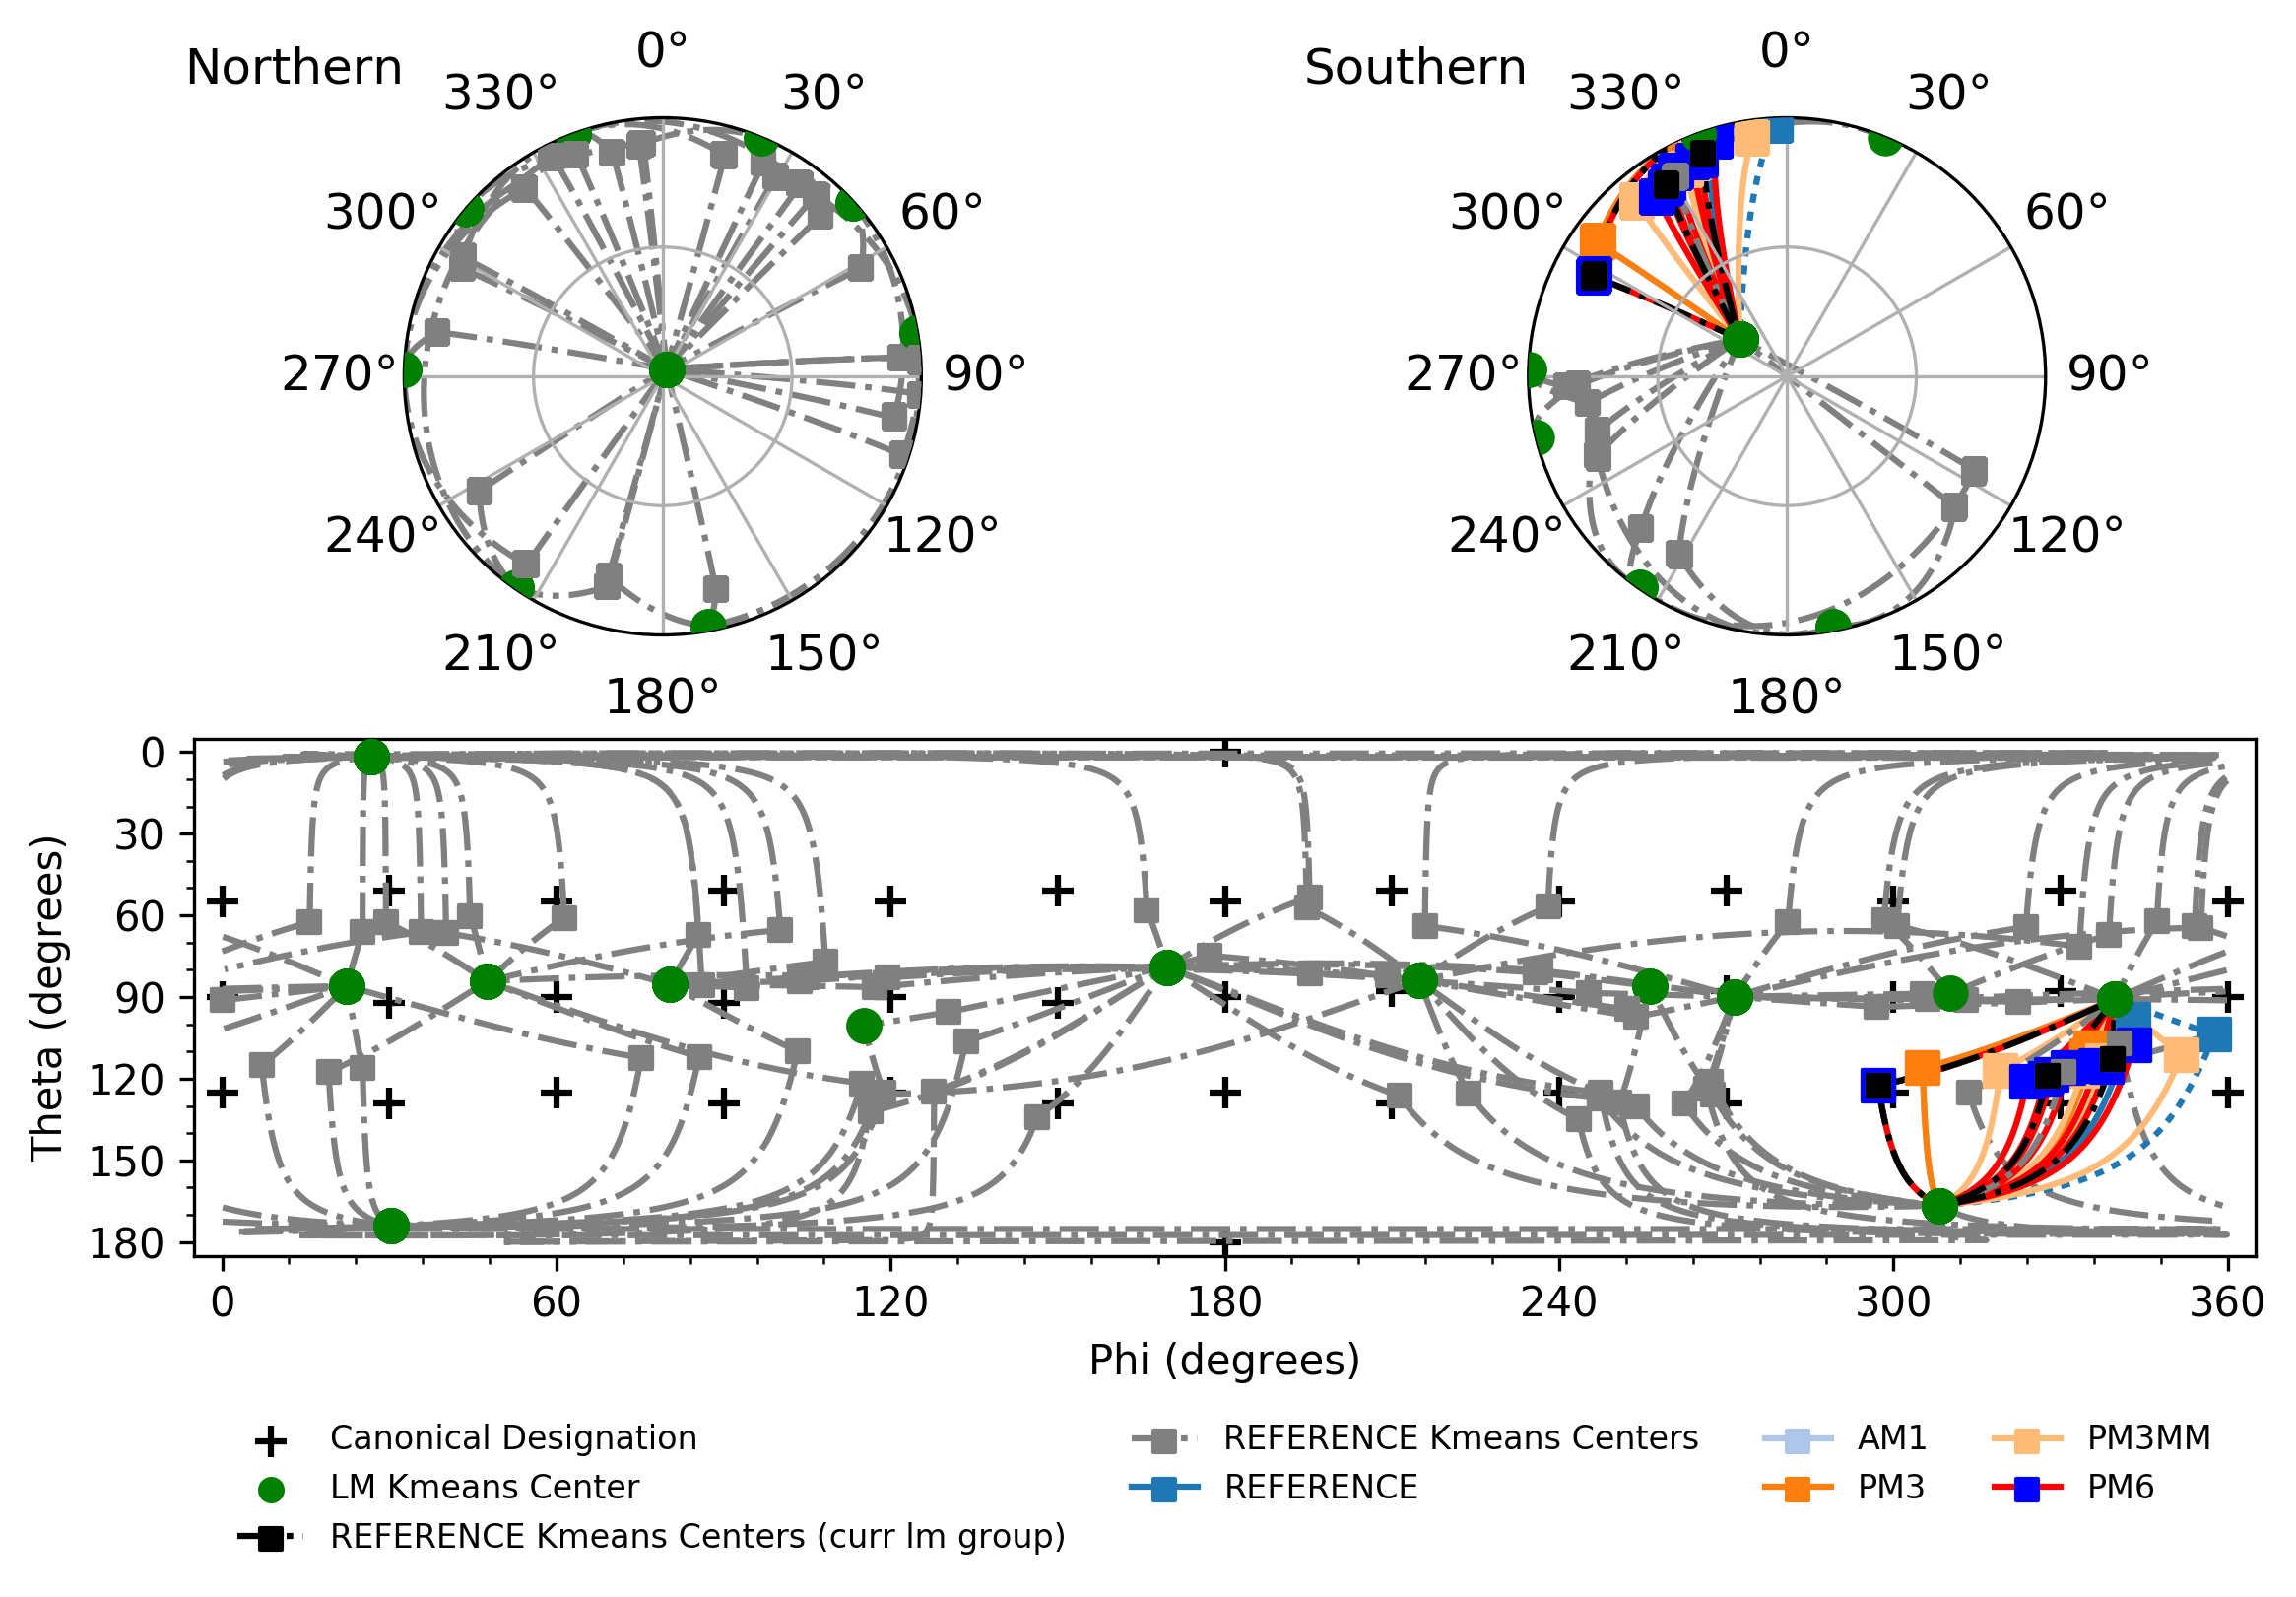 Northern
0°
30°
60°
90°
120°
150°
180°
210°
240°
270°
300°
330°
Southern
0°
30°
60°
90°
120°
150°
180°
210°
240°
270°
300°
330°
Theta (degrees)
0
30
60
90
120
150
180
0 60 120 180 240 300 360
Phi (degrees)
Canonical Designation
LM Kmeans Center
REFERENCE Kmeans Centers (curr lm group)
REFERENCE Kmeans Centers
REFERENCE
AM1
PM3
PM3MM
PM6